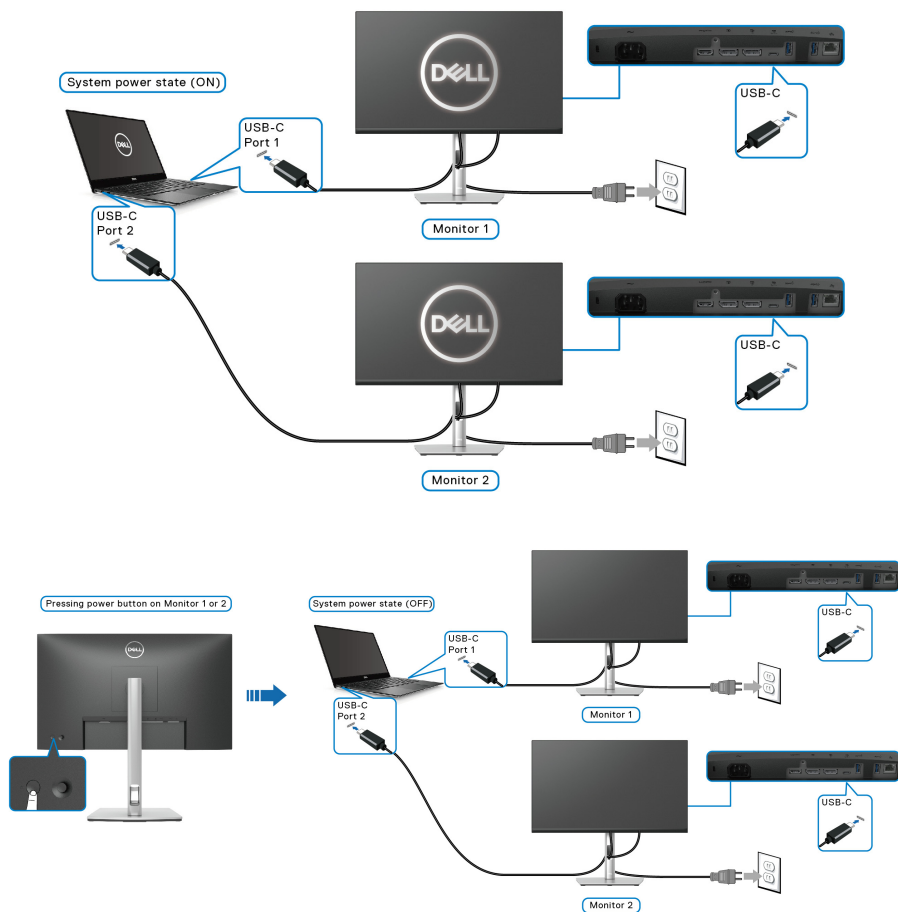 DELL
System power state (ON)
USB-C
USB-C
Port 1
DELL
USB-C
Port 2
Monitor 1
DELL
USB-C
Monitor 2
Pressing power button on Monitor 1 or 2
System power state (OFF)
USB-C
USB-C
Port 1
DELL
USB-C
Port 2
Monitor 1
USB-C
Monitor 2